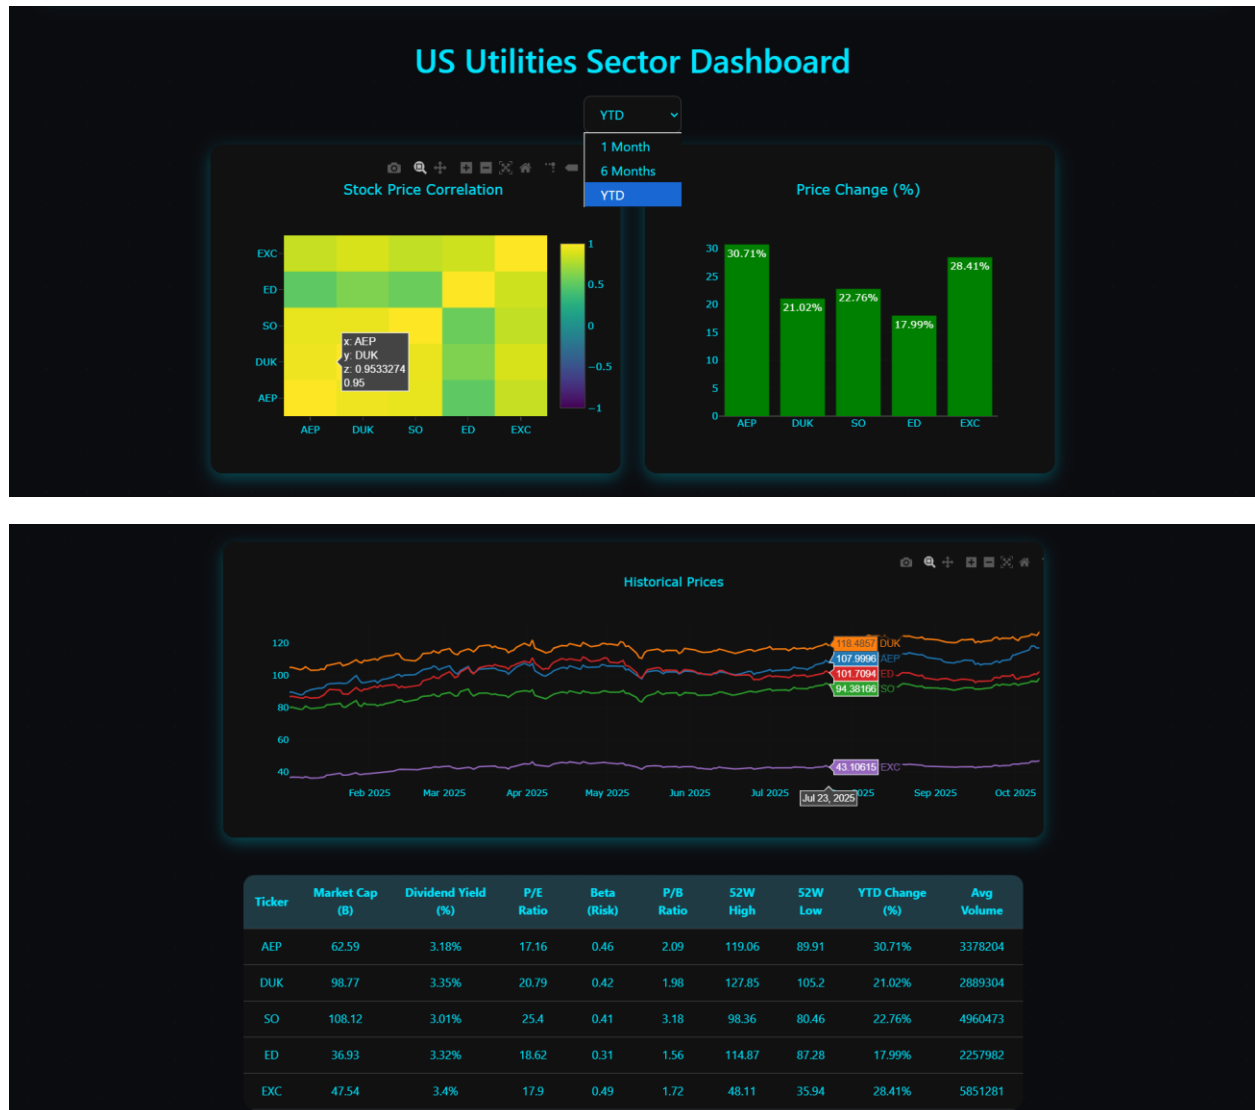 US Utilities Sector Dashboard
YTD
1 Month
6 Months
YTD
Stock Price Correlation
EXC
ED
SO
DUK
AEP
x: AEP
y: DUK
z: 0.9533274
0.95
AEP DUK SO ED EXC
1
0.5
0
−0.5
−1
Price Change (%)
30
25
20
15
10
5
0
30.71%
21.02%
22.76%
17.99%
28.41%
AEP DUK SO ED EXC
Historical Prices
120
100
80
60
40
118.4857 DUK
107.9996 AEP
101.7094 ED
94.38166 SO
43.10615 EXC
Feb 2025 Mar 2025 Apr 2025 May 2025 Jun 2025 Jul 2025 2025 Sep 2025 Oct 2025
Jul 23, 2025
Ticker Market Cap (B) Dividend Yield (%) P/E Ratio Beta (Risk) P/B Ratio 52W High 52W Low YTD Change (%) Avg Volume
AEP 62.59 3.18% 17.16 0.46 2.09 119.06 89.91 30.71% 3378204
DUK 98.77 3.35% 20.79 0.42 1.98 127.85 105.2 21.02% 2889304
SO 108.12 3.01% 25.4 0.41 3.18 98.36 80.46 22.76% 4960473
ED 36.93 3.32% 18.62 0.31 1.56 114.87 87.28 17.99% 2257982
EXC 47.54 3.4% 17.9 0.49 1.72 48.11 35.94 28.41% 5851281